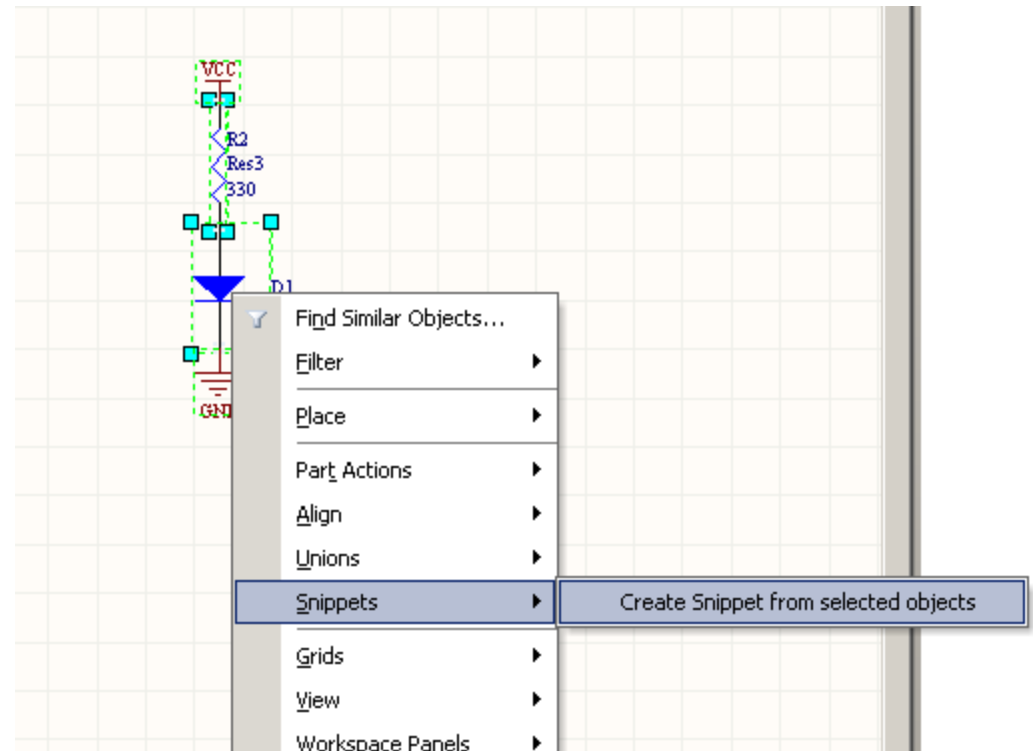 VCC
R2
Res3
330
D1
Find Similar Objects...
Filter
GND
Place
Part Actions
Align
Unions
Snippets
Create Snippet from selected objects
Grids
View
Workspace Panels